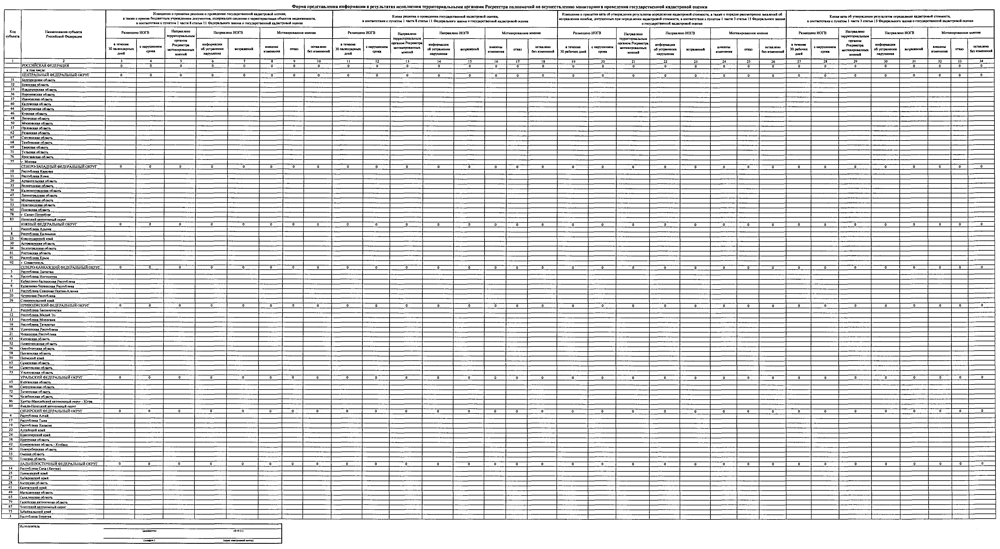 Форма представления информации о результатах исполнения территориальными органами Росреестра полномочий по осуществлению мониторинга проведения государственной кадастровой оценки
Код субъекта
Наименование субъекта Российской Федерации
Извещение о принятии решения о проведении государственной кадастровой оценки,
а также о приеме бюджетным учреждением документов, содержащих сведения о характеристиках объектов недвижимости,
в соответствии с пунктом 1 части 8 статьи 11 Федерального закона о государственной кадастровой оценке
Копия решения о проведении государственной кадастровой оценки,
в соответствии с пунктом 1 части 8 статьи 11 Федерального закона о государственной кадастровой оценке
Извещение о принятии акта об утверждении результатов определения кадастровой стоимости, а также о порядке рассмотрения заявлений об
исправлении ошибок, допущенных при определении кадастровой стоимости, в соответствии с пунктом 1 части 3 статьи 15 Федерального закона
о государственной кадастровой оценке
Копия акта об утверждении результатов определения кадастровой стоимости,
в соответствии с пунктом 1 части 3 статьи 15 Федерального закона о государственной кадастровой оценке
Размещено ИОГВ
Направлено территориальным органом Росреестра мотивированных мнений
Направлено ИОГВ
Мотивированное мнение
Размещено ИОГВ
Направлено территориальным органом Росреестра мотивированных мнений
Направлено ИОГВ
Мотивированное мнение
Размещено ИОГВ
Направлено территориальным органом Росреестра мотивированных мнений
Направлено ИОГВ
Мотивированное мнение
Размещено ИОГВ
Направлено территориальным органом Росреестра мотивированных мнений
Направлено ИОГВ
Мотивированное мнение
в течение 30 календарных дней
с нарушением срока
информации об устранении нарушения
возражений
внесены изменения
отказ
оставлено без изменений
в течение 30 календарных дней
с нарушением срока
информации об устранении нарушения
возражений
внесены изменения
отказ
оставлено без изменений
в течение 30 рабочих дней
с нарушением срока
информации об устранении нарушения
возражений
внесены изменения
отказ
оставлено без изменений
в течение 30 рабочих дней
с нарушением срока
информации об устранении нарушения
возражений
внесены изменения
отказ
оставлено без изменений
1 2 3 4 5 6 7 8 9 10 11 12 13 14 15 16 17 18 19 20 21 22 23 24 25 26 27 28 29 30 31 32 33 34
РОССИЙСКАЯ ФЕДЕРАЦИЯ 0 0 0 0 0 0 0 0 0 0 0 0 0 0 0 0 0 0 0 0 0 0 0 0 0 0 0 0 0 0 0 0
в том числе:
ЦЕНТРАЛЬНЫЙ ФЕДЕРАЛЬНЫЙ ОКРУГ 0 0 0 0 0 0 0 0 0 0 0 0 0 0 0 0 0 0 0 0 0 0 0 0 0 0 0 0 0 0 0 0
31 Белгородская область
32 Брянская область
33 Владимирская область
36 Воронежская область
37 Ивановская область
40 Калужская область
44 Костромская область
46 Курская область
48 Липецкая область
50 Московская область
57 Орловская область
62 Рязанская область
67 Смоленская область
68 Тамбовская область
69 Тверская область
71 Тульская область
76 Ярославская область
77 г. Москва
СЕВЕРО-ЗАПАДНЫЙ ФЕДЕРАЛЬНЫЙ ОКРУГ 0 0 0 0 0 0 0 0 0 0 0 0 0 0 0 0 0 0 0 0 0 0 0 0 0 0 0 0 0 0 0 0
10 Республика Карелия
11 Республика Коми
29 Архангельская область
35 Вологодская область
39 Калининградская область
47 Ленинградская область
51 Мурманская область
53 Новгородская область
60 Псковская область
78 г. Санкт-Петербург
83 Ненецкий автономный округ
ЮЖНЫЙ ФЕДЕРАЛЬНЫЙ ОКРУГ 0 0 0 0 0 0 0 0 0 0 0 0 0 0 0 0 0 0 0 0 0 0 0 0 0 0 0 0 0 0 0 0
1 Республика Адыгея
8 Республика Калмыкия
23 Краснодарский край
30 Астраханская область
34 Волгоградская область
61 Ростовская область
91 Республика Крым
92 г. Севастополь
СЕВЕРО-КАВКАЗСКИЙ ФЕДЕРАЛЬНЫЙ ОКРУГ 0 0 0 0 0 0 0 0 0 0 0 0 0 0 0 0 0 0 0 0 0 0 0 0 0 0 0 0 0 0 0 0
5 Республика Дагестан
6 Республика Ингушетия
7 Кабардино-Балкарская Республика
9 Карачаево-Черкесская Республика
15 Республика Северная Осетия-Алания
20 Чеченская Республика
26 Ставропольский край
ПРИВОЛЖСКИЙ ФЕДЕРАЛЬНЫЙ ОКРУГ 0 0 0 0 0 0 0 0 0 0 0 0 0 0 0 0 0 0 0 0 0 0 0 0 0 0 0 0 0 0 0 0
2 Республика Башкортостан
12 Республика Марий Эл
13 Республика Мордовия
16 Республика Татарстан
18 Удмуртская Республика
21 Чувашская Республика
43 Кировская область
52 Нижегородская область
56 Оренбургская область
58 Пензенская область
59 Пермский край
63 Самарская область
64 Саратовская область
73 Ульяновская область
УРАЛЬСКИЙ ФЕДЕРАЛЬНЫЙ ОКРУГ 0 0 0 0 0 0 0 0 0 0 0 0 0 0 0 0 0 0 0 0 0 0 0 0 0 0 0 0 0 0 0 0
45 Курганская область
66 Свердловская область
72 Тюменская область
74 Челябинская область
86 Ханты-Мансийский автономный округ - Югра
89 Ямало-Ненецкий автономный округ
СИБИРСКИЙ ФЕДЕРАЛЬНЫЙ ОКРУГ 0 0 0 0 0 0 0 0 0 0 0 0 0 0 0 0 0 0 0 0 0 0 0 0 0 0 0 0 0 0 0 0
4 Республика Алтай
17 Республика Тыва
19 Республика Хакасия
22 Алтайский край
24 Красноярский край
38 Иркутская область
42 Кемеровская область - Кузбасс
54 Новосибирская область
55 Омская область
70 Томская область
ДАЛЬНЕВОСТОЧНЫЙ ФЕДЕРАЛЬНЫЙ ОКРУГ 0 0 0 0 0 0 0 0 0 0 0 0 0 0 0 0 0 0 0 0 0 0 0 0 0 0 0 0 0 0 0 0
14 Республика Саха (Якутия)
25 Приморский край
27 Хабаровский край
28 Амурская область
41 Камчатский край
49 Магаданская область
65 Сахалинская область
79 Еврейская автономная область
87 Чукотский автономный округ
75 Забайкальский край
3 Республика Бурятия
Исполнитель
(должность) (Ф И О )
(телефон ) (адрес электронной почты)